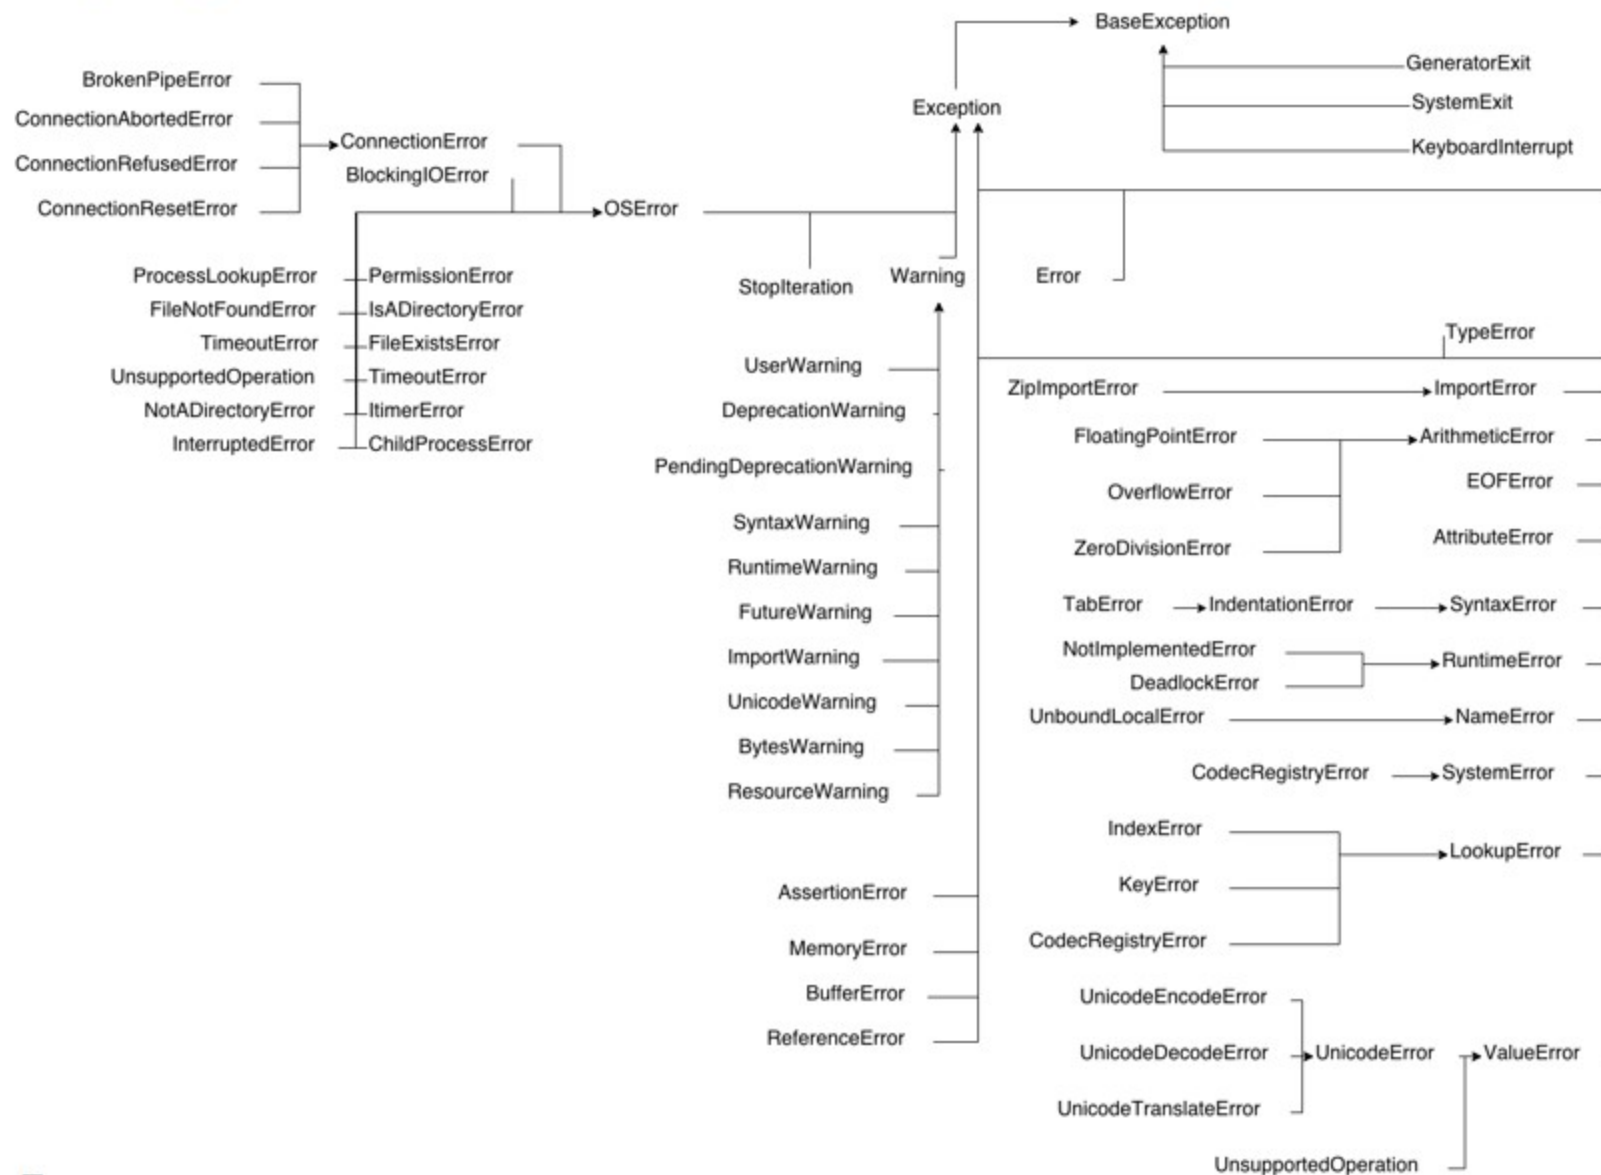 BaseException
GeneratorExit
BrokenPipeError
SystemExit
Exception
ConnectionAbortedError
ConnectionError
KeyboardInterrupt
ConnectionRefusedError
BlockingIOError
ConnectionResetError
OSError
ProcessLookupError PermissionError
StopIteration
Warning
Error
FileNotFoundError IsADirectoryError
TimeoutError FileExistsError
TypeError
UnsupportedOperation TimeoutError
UserWarning
ZipImportError ImportError
NotADirectoryError ItimerError
DeprecationWarning
InterruptedError ChildProcessError
FloatingPointError ArithmeticError
PendingDeprecationWarning
EOFError
OverflowError
SyntaxWarning
AttributeError
ZeroDivisionError
RuntimeWarning
TabError IndentationError SyntaxError
FutureWarning
NotImplementedError
RuntimeError
ImportWarning
DeadlockError
UnicodeWarning
UnboundLocalError NameError
BytesWarning
CodecRegistryError SystemError
ResourceWarning
IndexError
LookupError
AssertionError
KeyError
MemoryError
CodecRegistryError
BufferError
UnicodeEncodeError
ReferenceError
UnicodeDecodeError UnicodeError ValueError
UnicodeTranslateError
UnsupportedOperation